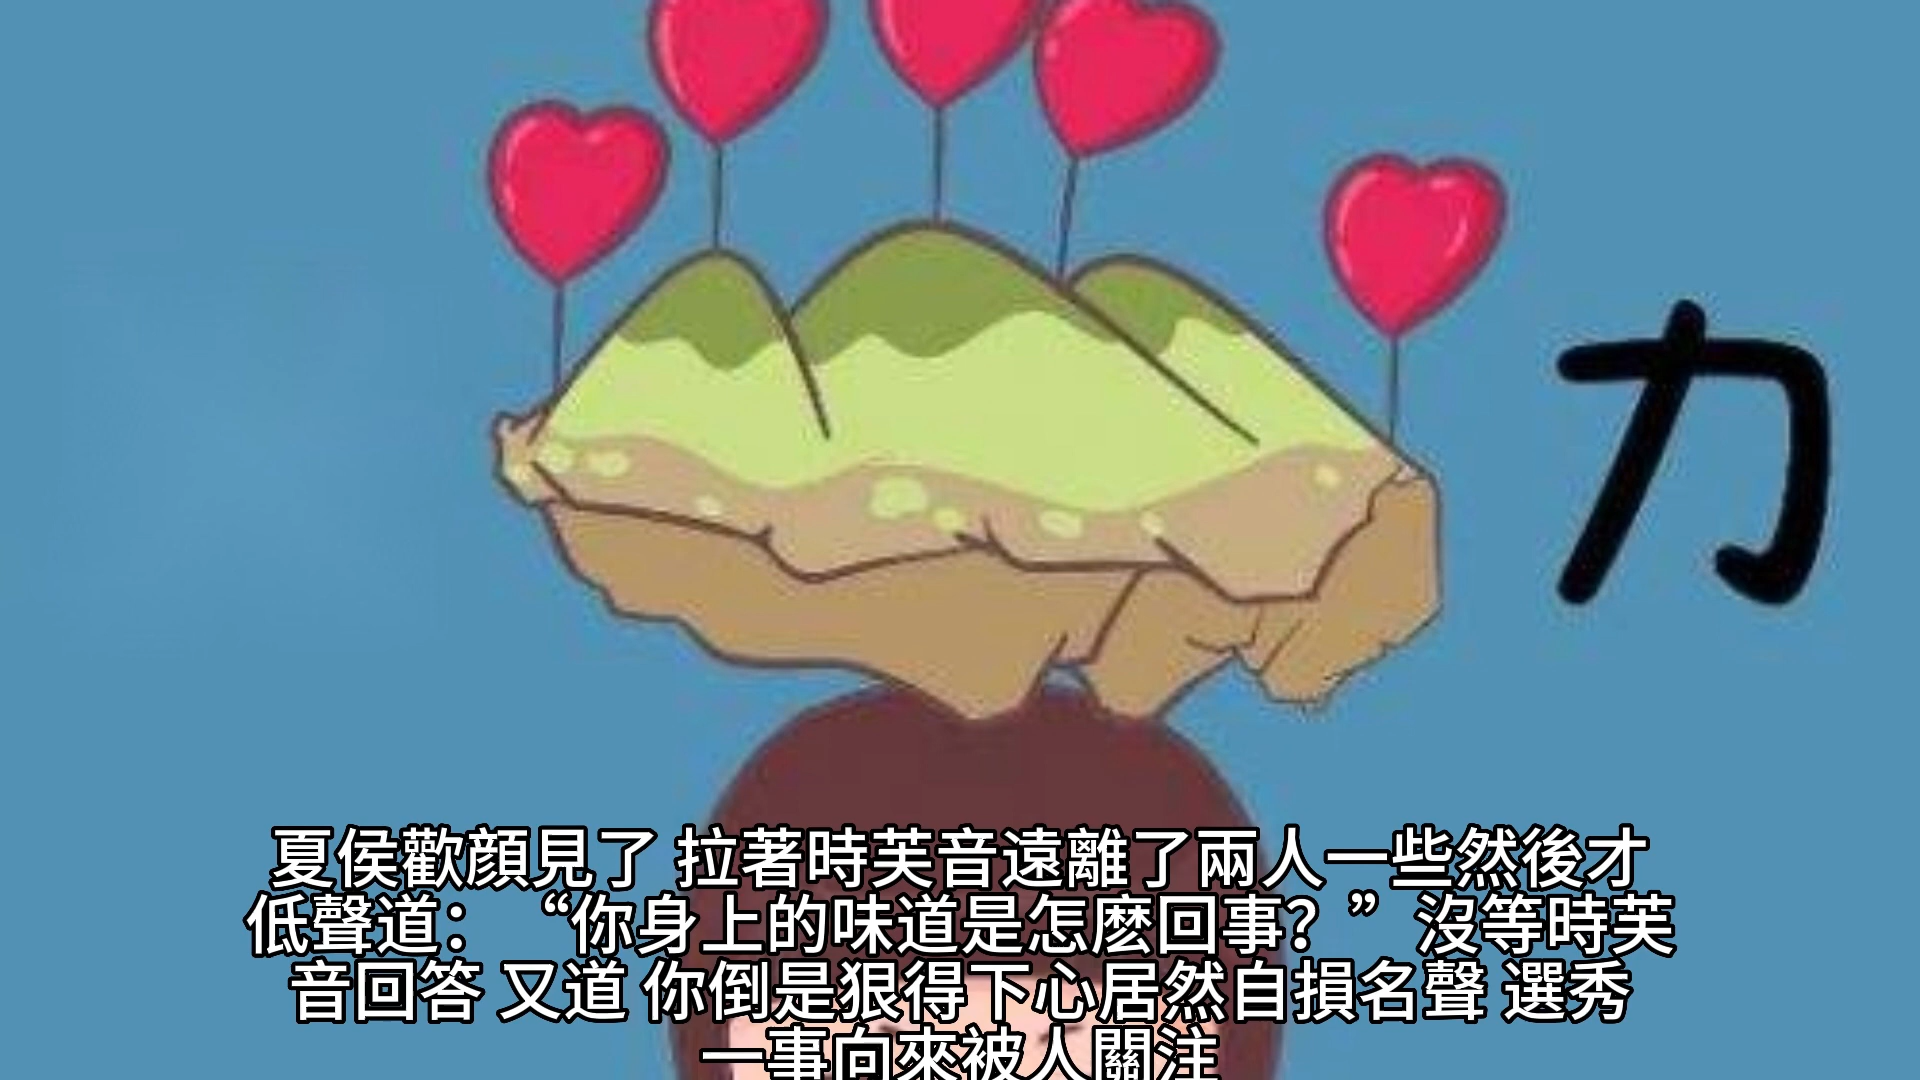 力
夏侯歡顔見了 拉著時芙音遠離了兩人一些然後才
低聲道：“你身上的味道是怎麽回事？”沒等時芙
音回答 又道 你倒是狠得下心居然自損名聲 選秀
一事向來被人關注